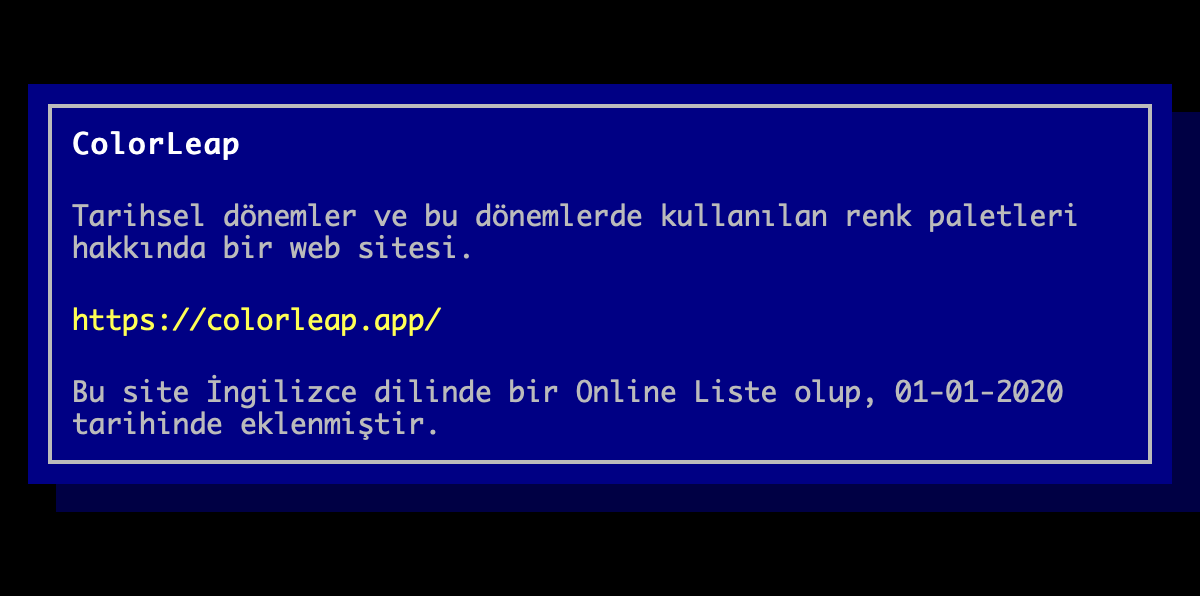 ColorLeap
Tarihsel dönemler ve bu dönemlerde kullanılan renk paletleri
hakkında bir web sitesi.
https://colorleap.app/
Bu site İngilizce dilinde bir Online Liste olup, 01-01-2020
tarihinde eklenmiştir.